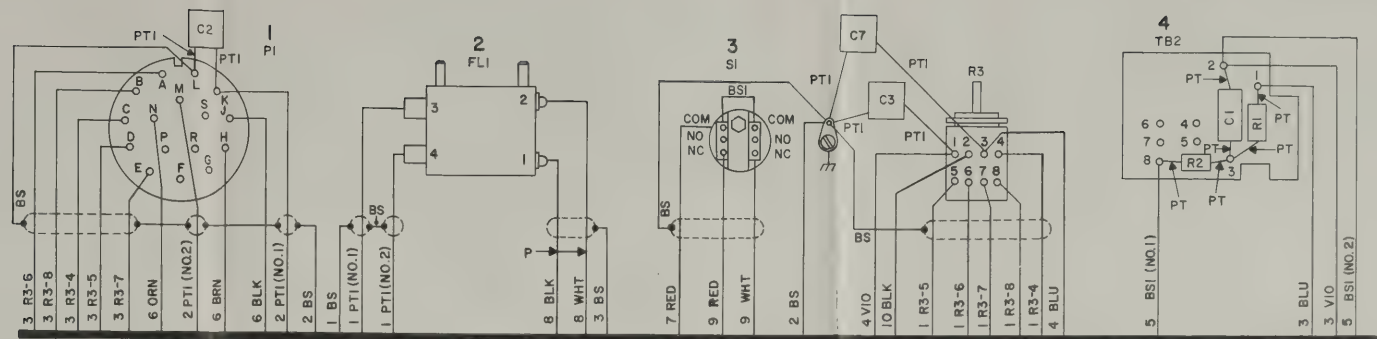 1
P1
C2
PT1
PT1
B
A
L
M
S
K
J
C
N
D
P
R
H
E
F
G
2
FL1
3
4
2
1
BS
P
3
S1
BS1
COM
COM
NO
NO
NC
NC
BS
C7
PT1
C3
PT1
PT1
R3
1 2 3 4
5 6 7 8
BS
4
TB2
2
PT
1
C1
R1
PT
6
4
7
5
8
R2
3
PT
PT
PT
PT
BS
3 R3-6
3 R3-8
3 R3-4
3 R3-5
3 R3-7
6 ORN
2 PT1 (NO.2)
6 BRN
6 BLK
2 PT1 (NO.1)
2 BS
1 BS
1 PT1 (NO.1)
1 PT1 (NO.2)
8 BLK
8 WHT
3 BS
7 RED
9 RED
9 WHT
2 BS
4 VIO
10 BLK
1 R3-5
1 R3-6
1 R3-7
1 R3-8
1 R3-4
4 BLU
5 BS1 (NO.1)
3 BLU
3 VIO
5 BS1 (NO.2)